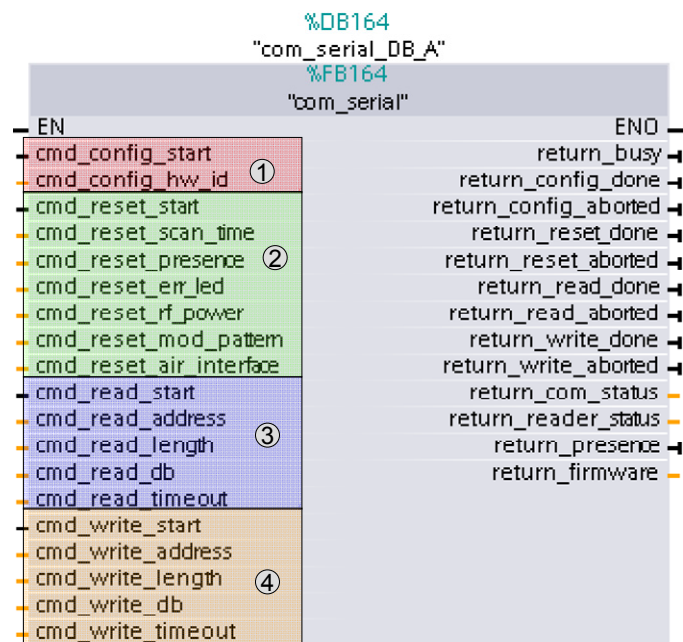 %DB164
"com_serial_DB_A"
%FB164
"com_serial"
EN
ENO
cmd_config_start
return_busy
cmd_config_hw_id
①
return_config_done
cmd_reset_start
return_config_aborted
cmd_reset_scan_time
return_reset_done
cmd_reset_presence
②
return_reset_aborted
cmd_reset_err_led
return_read_done
cmd_reset_rf_power
return_read_aborted
cmd_reset_mod_pattern
return_write_done
cmd_reset_air_interface
return_write_aborted
cmd_read_start
return_com_status
cmd_read_address
return_reader_status
cmd_read_length
③
return_presence
cmd_read_db
return_firmware
cmd_read_timeout
cmd_write_start
cmd_write_address
cmd_write_length
④
cmd_write_db
cmd_write_timeout